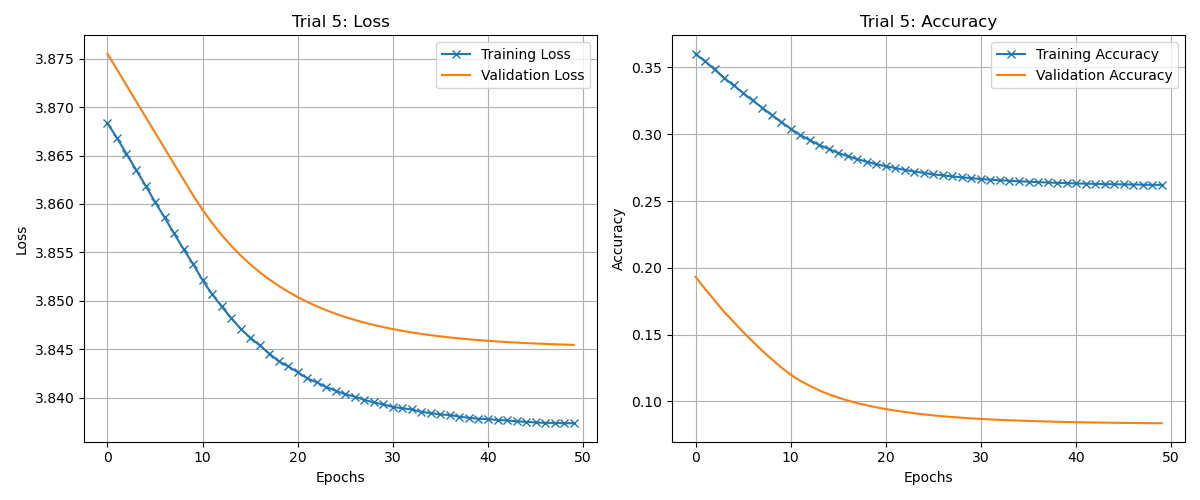 Trial 5: Loss
Training Loss
Validation Loss
3.875
3.870
3.865
3.860
3.855
3.850
3.845
3.840
Loss
0 10 20 30 40 50
Epochs
Trial 5: Accuracy
Training Accuracy
Validation Accuracy
0.35
0.30
0.25
0.20
0.15
0.10
Accuracy
0 10 20 30 40 50
Epochs